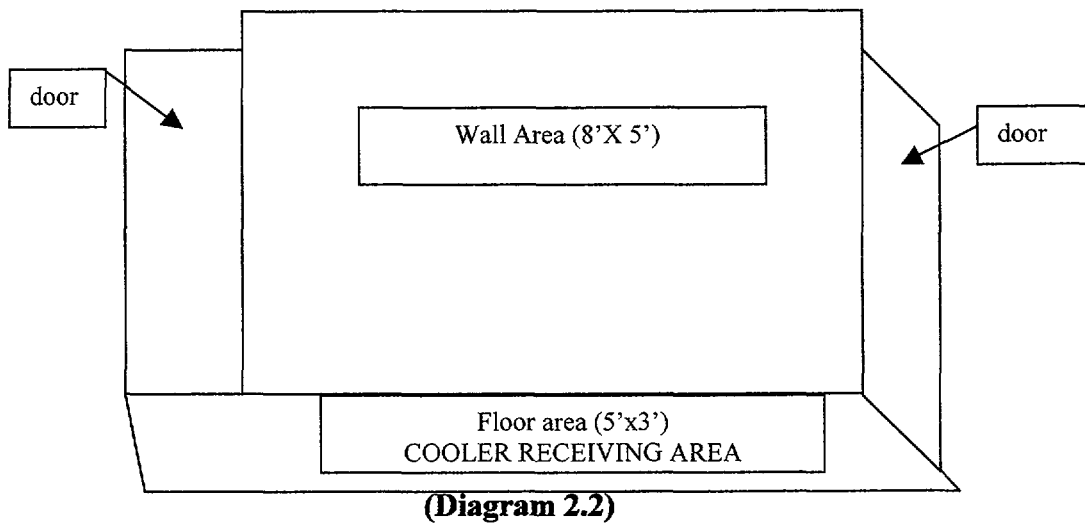 door
Wall Area (8'X 5')
door
Floor area (5'x3')
COOLER RECEIVING AREA
(Diagram 2.2)